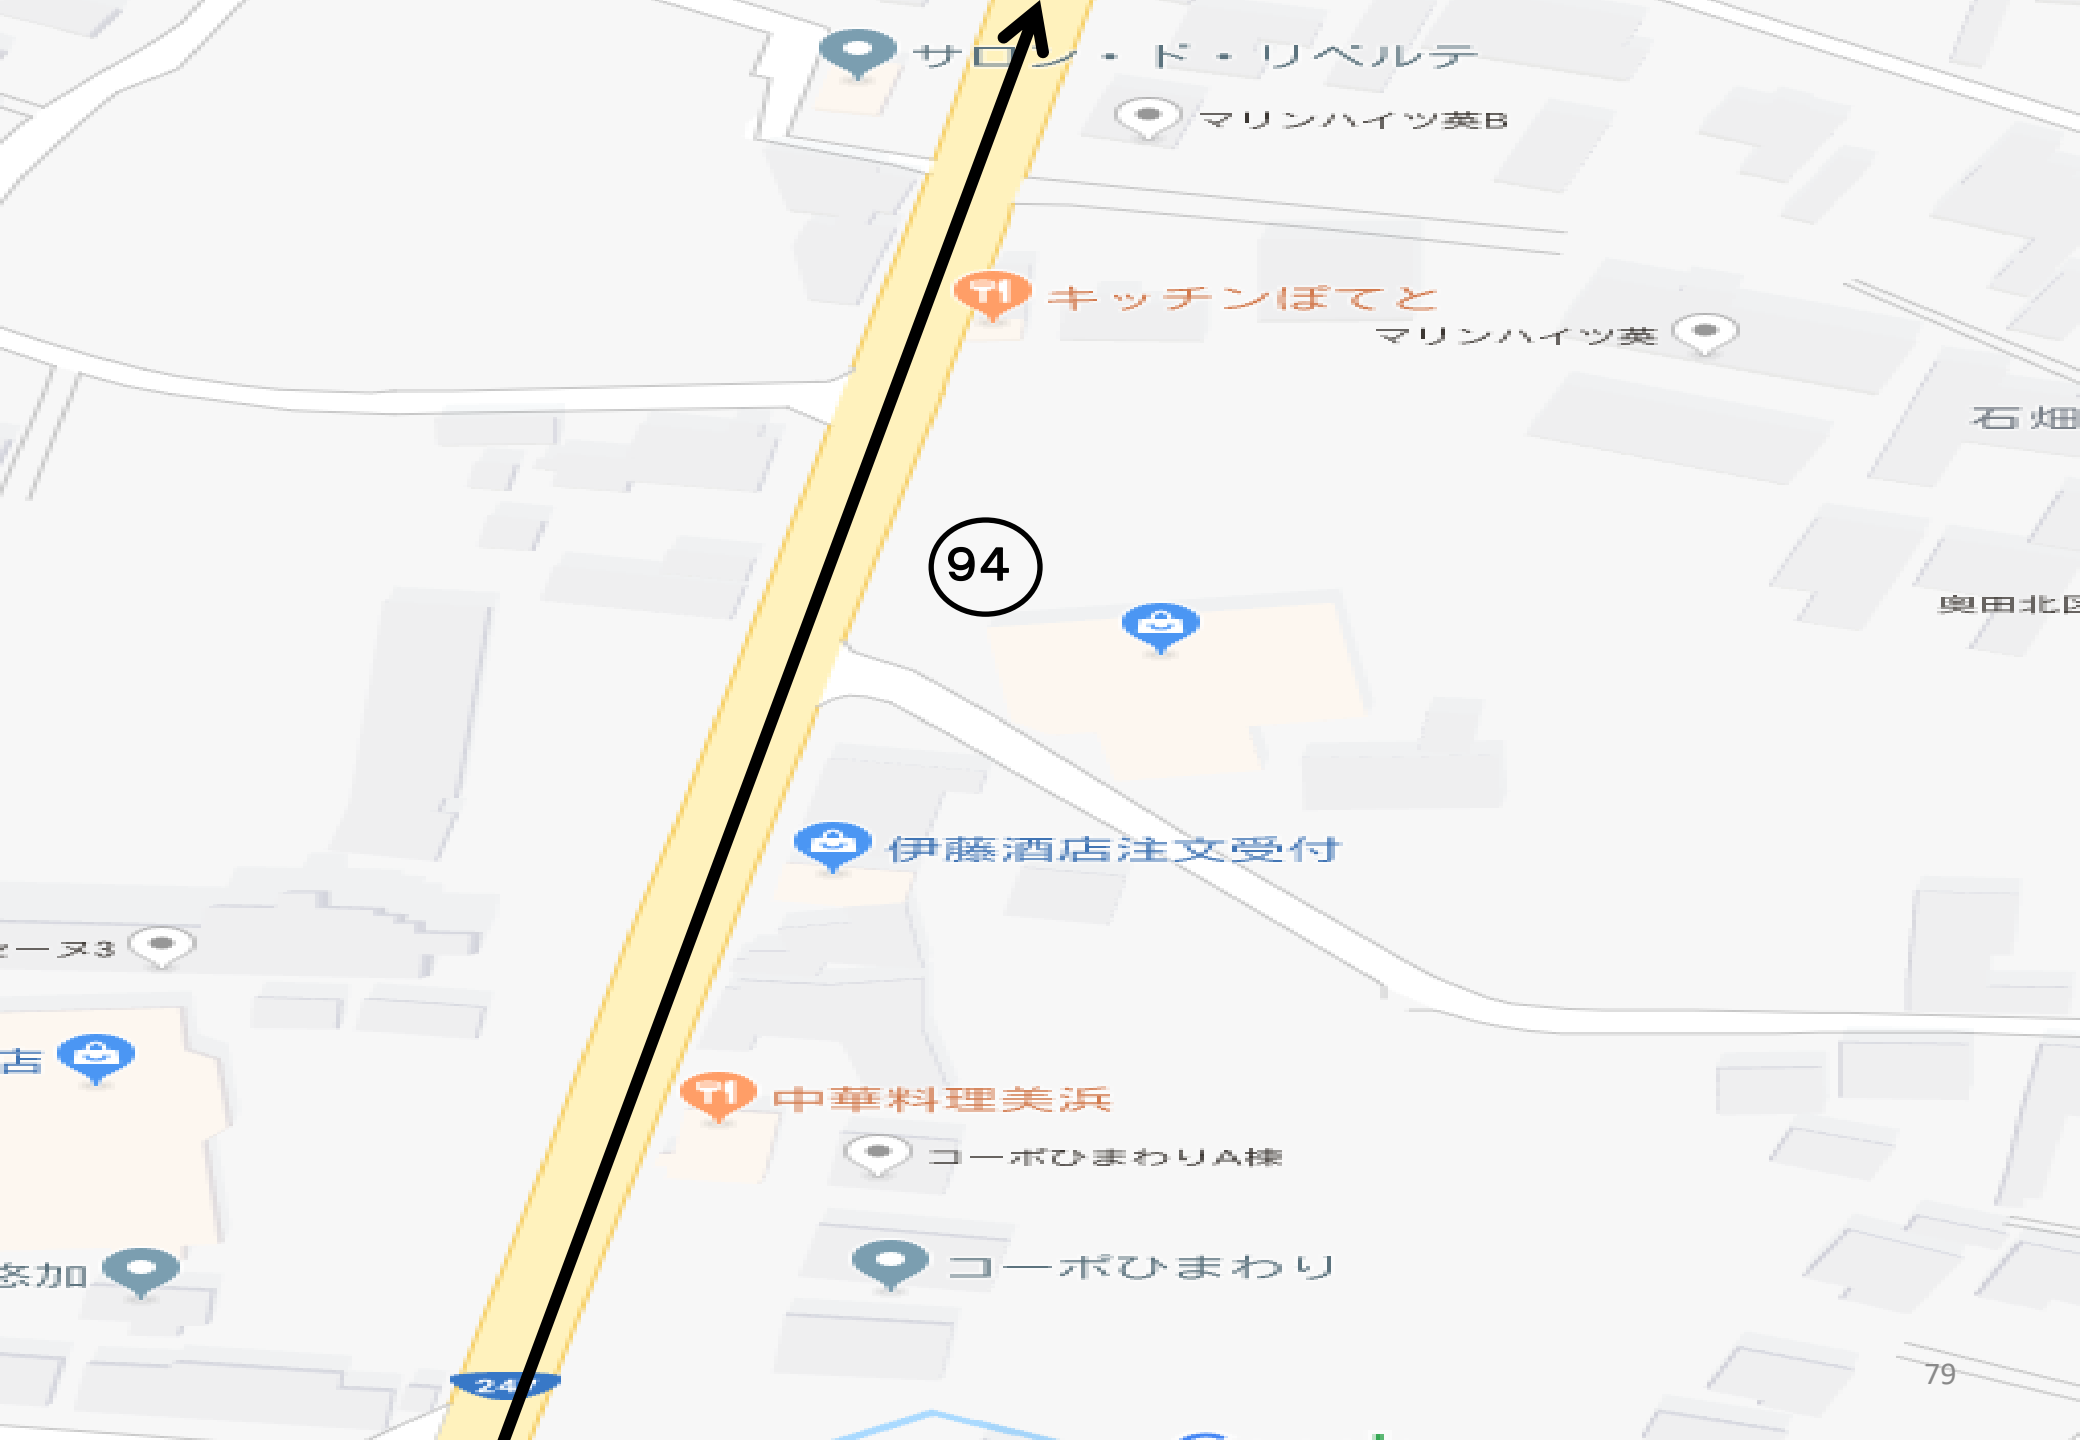 サロン・ド・リベルテ
マリンハイツ英B
キッチンぽてと
マリンハイツ英
石畑
94
奥田北区
伊藤酒店注文受付
ーヌ3
店
中華料理美浜
コーポひまわりA棟
コーポひまわり
悠加
79